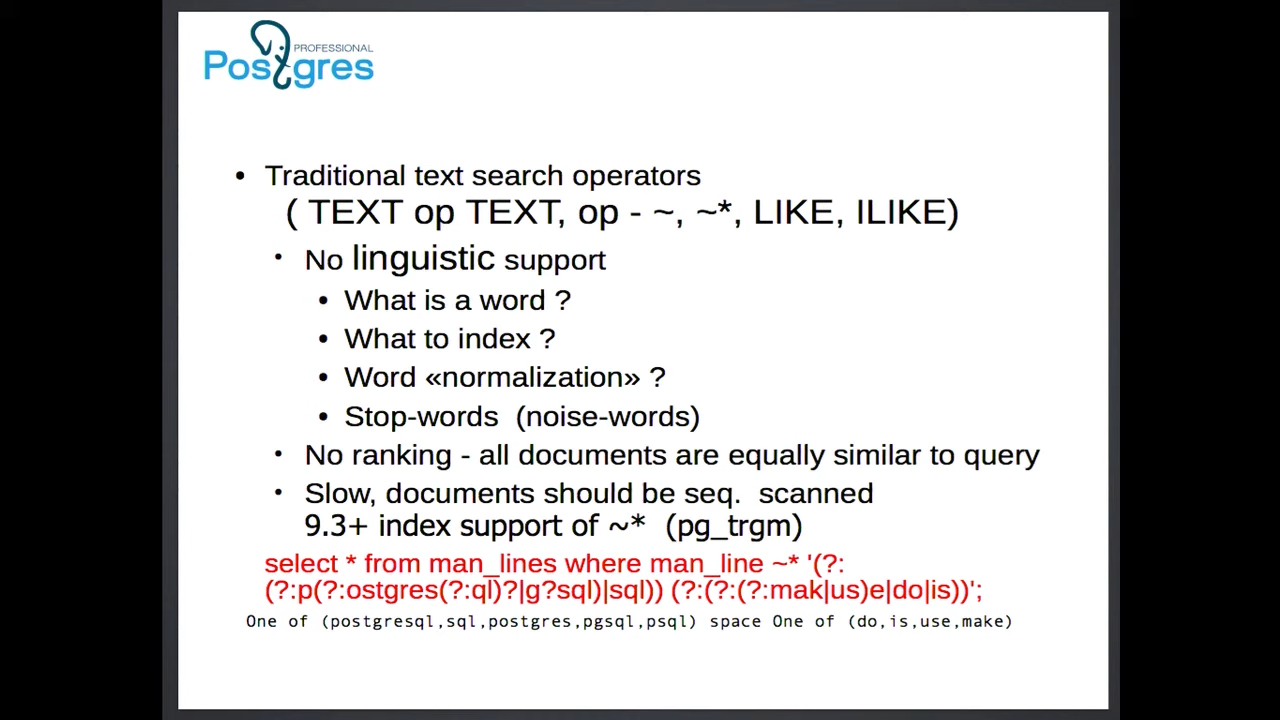 PROFESSIONAL
Postgres
• Traditional text search operators
( TEXT op TEXT, op - ~, ~*, LIKE, ILIKE)
• No linguistic support
• What is a word ?
• What to index ?
• Word «normalization» ?
• Stop-words (noise-words)
• No ranking - all documents are equally similar to query
• Slow, documents should be seq. scanned
9.3+ index support of ~* (pg_trgm)
select * from man_lines where man_line ~* '(?:
(?:p(?:ostgres(?:ql)?|g?sql)|sql)) (?:(?:(?:mak|us)e|do|is))';
One of (postgresql,sql,postgres,pgsql,psql) space One of (do,is,use,make)